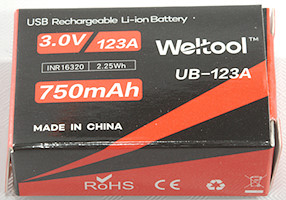 USB Rechargeable Li-ion Battery
3.0V/123A
Weltool™
INR16320 2.25Wh
UB-123A
750mAh
MADE IN CHINA
RoHS CE